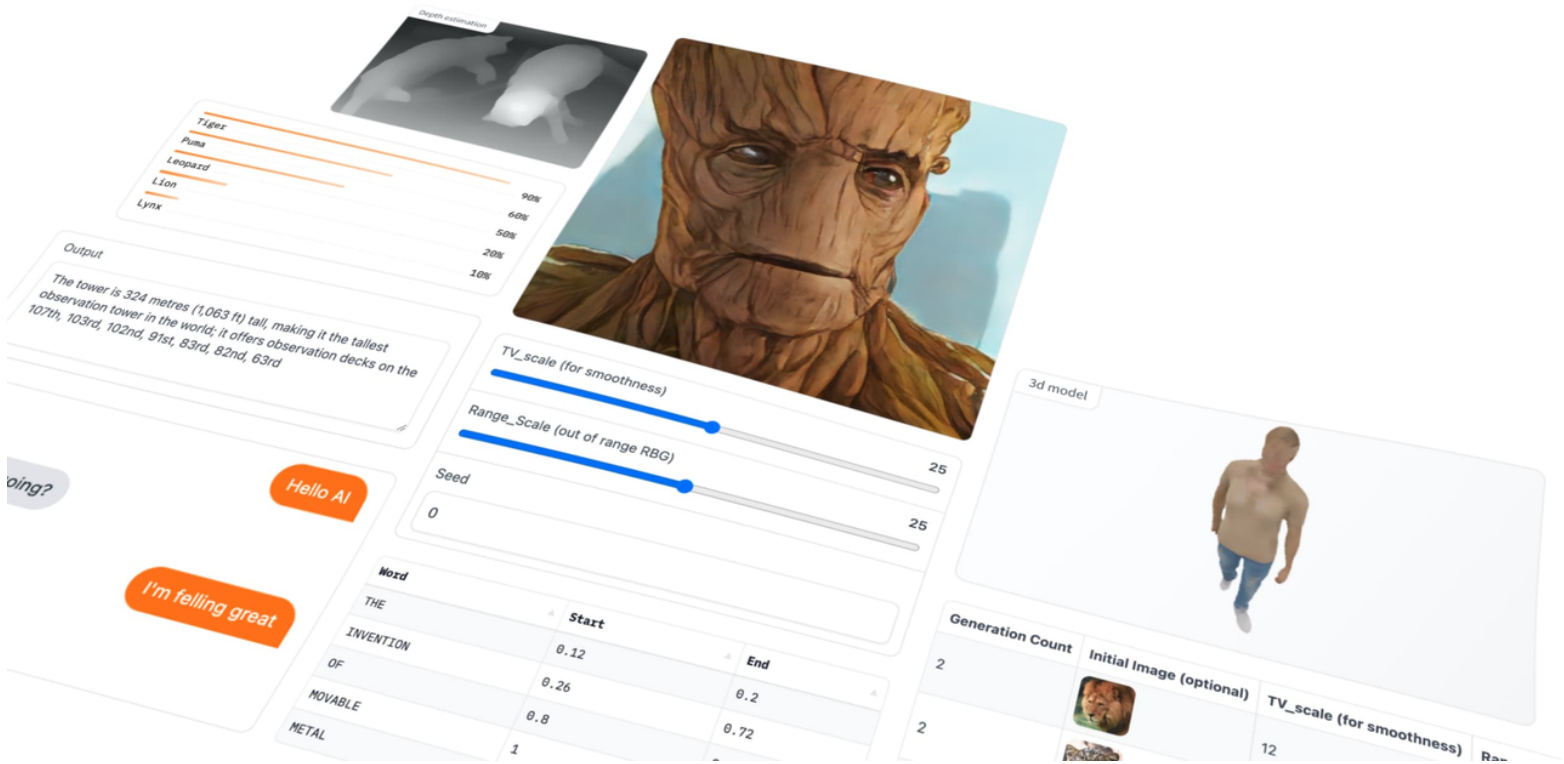 Depth estimation
Tiger
90%
Puma
60%
Leopard
50%
Lion
20%
Lynx
10%
Output
The tower is 324 metres (1,063 ft) tall, making it the tallest
observation tower in the world; it offers observation decks on the
107th, 103rd, 102nd, 91st, 83rd, 82nd, 63rd
Hello AI
oing?
I'm felling great
TV_scale (for smoothness)
25
Range_Scale (out of range RBG)
25
Seed
0
Word Start End
THE 0.12 0.2
INVENTION 0.26 0.72
OF 0.8
MOVABLE 1
METAL
3d model
Generation Count Initial Image (optional) TV_scale (for smoothness)
2 12
2